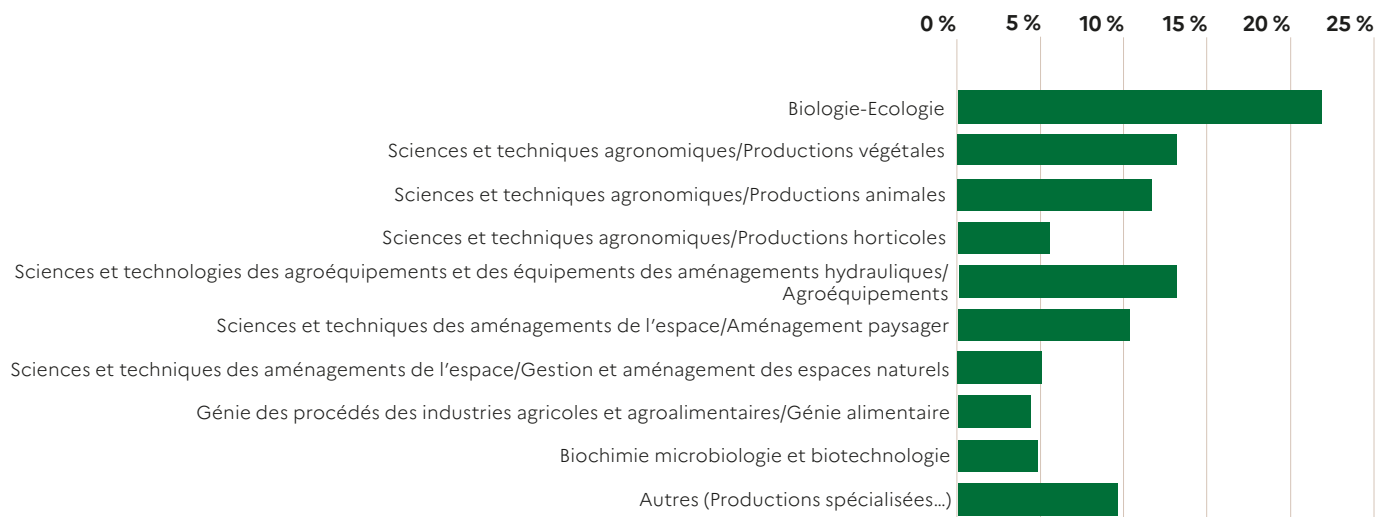 0 % 5 % 10 % 15 % 20 % 25 %
Biologie-Ecologie
Sciences et techniques agronomiques/Productions végétales
Sciences et techniques agronomiques/Productions animales
Sciences et techniques agronomiques/Productions horticoles
Sciences et technologies des agroéquipements et des équipements des aménagements hydrauliques/
Agroéquipements
Sciences et techniques des aménagements de l’espace/Aménagement paysager
Sciences et techniques des aménagements de l’espace/Gestion et aménagement des espaces naturels
Génie des procédés des industries agricoles et agroalimentaires/Génie alimentaire
Biochimie microbiologie et biotechnologie
Autres (Productions spécialisées…)